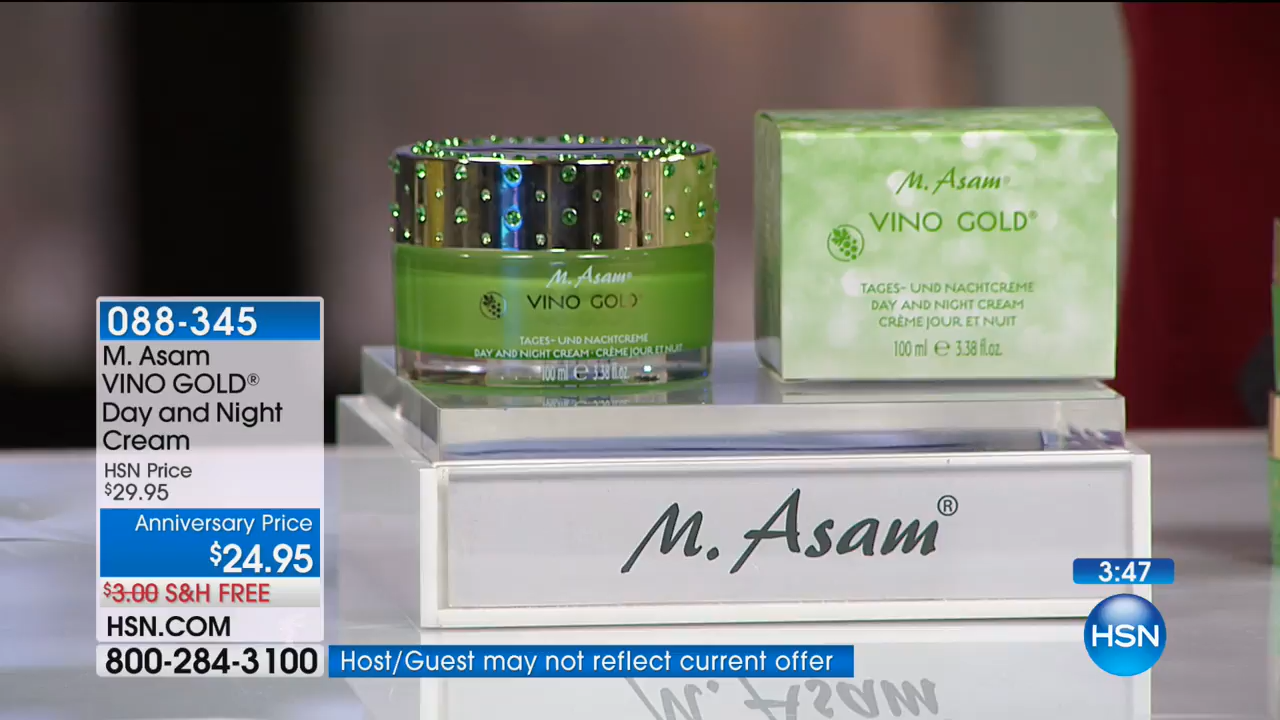 088-345
M. Asam
VINO GOLD®
Day and Night
Cream
HSN Price
$29.95
Anniversary Price
$24.95
$3.00 S&H FREE
HSN.COM
800-284-3100
Host/Guest may not reflect current offer
M. Asam®
VINO GOLD®
TAGES- UND NACHTCREME
DAY AND NIGHT CREAM · CRÈME JOUR ET NUIT
100 ml e 3.38 fl.oz.
M. Asam®
VINO GOLD®
TAGES- UND NACHTCREME
DAY AND NIGHT CREAM
CRÈME JOUR ET NUIT
100 ml e 3.38 fl.oz.
M. Asam®
3:47
HSN